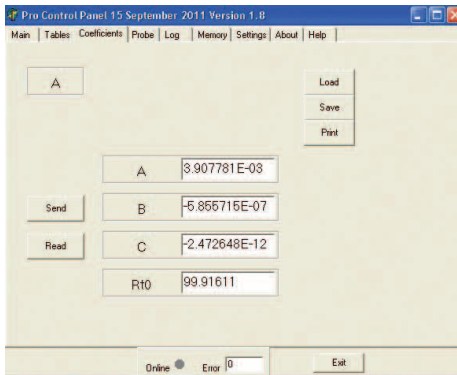 Pro Control Panel 15 September 2011 Version 1.8
Main Tables Coefficients Probe Log Memory Settings About Help
A
Load
Save
Print
A 3.907781E-03
Send B -5.855715E-07
Read C -2.472648E-12
Rt0 99.91611
Online Error 0 Exit